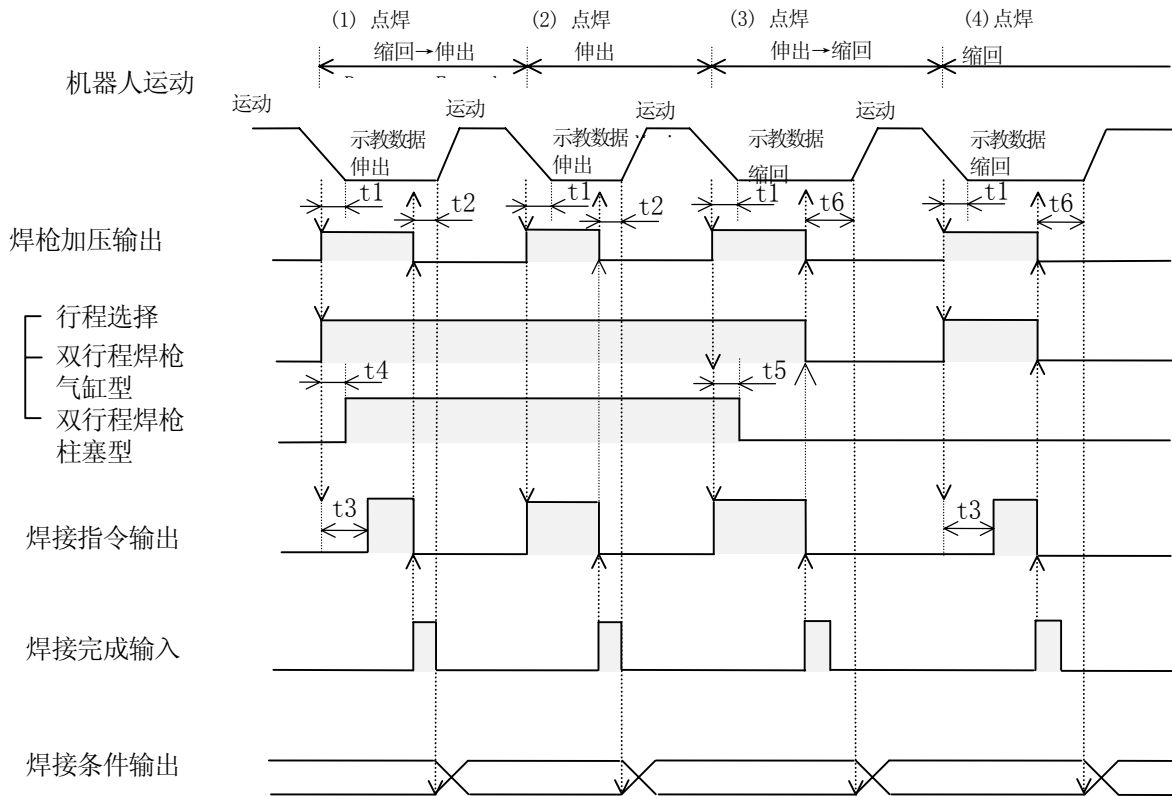 (1) 点焊
(2) 点焊
(3) 点焊
(4)点焊
缩回→伸出
伸出
伸出→缩回
缩回
机器人运动
运动
运动
运动
运动
示教数据
伸出
示教数据
伸出
示教数据
缩回
示教数据
缩回
t1
t2
t1
t2
t1
t6
t1
t6
焊枪加压输出
行程选择
双行程焊枪
气缸型
t4
t5
双行程焊枪
柱塞型
t3
t3
焊接指令输出
焊接完成输入
焊接条件输出